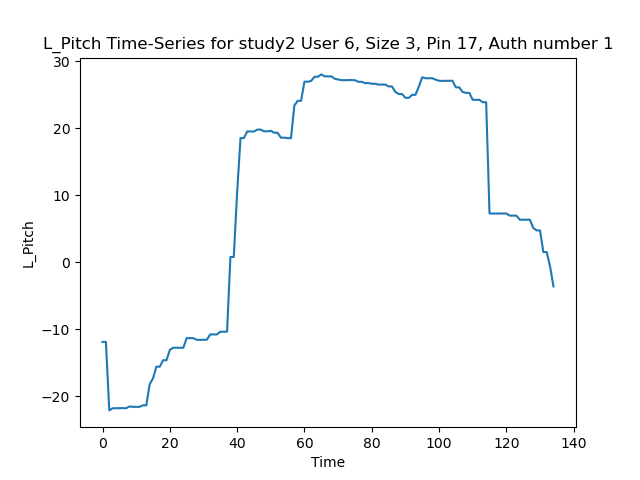 L_Pitch Time-Series for study2 User 6, Size 3, Pin 17, Auth number 1
30
20
10
0
−10
−20
L_Pitch
0 20 40 60 80 100 120 140
Time